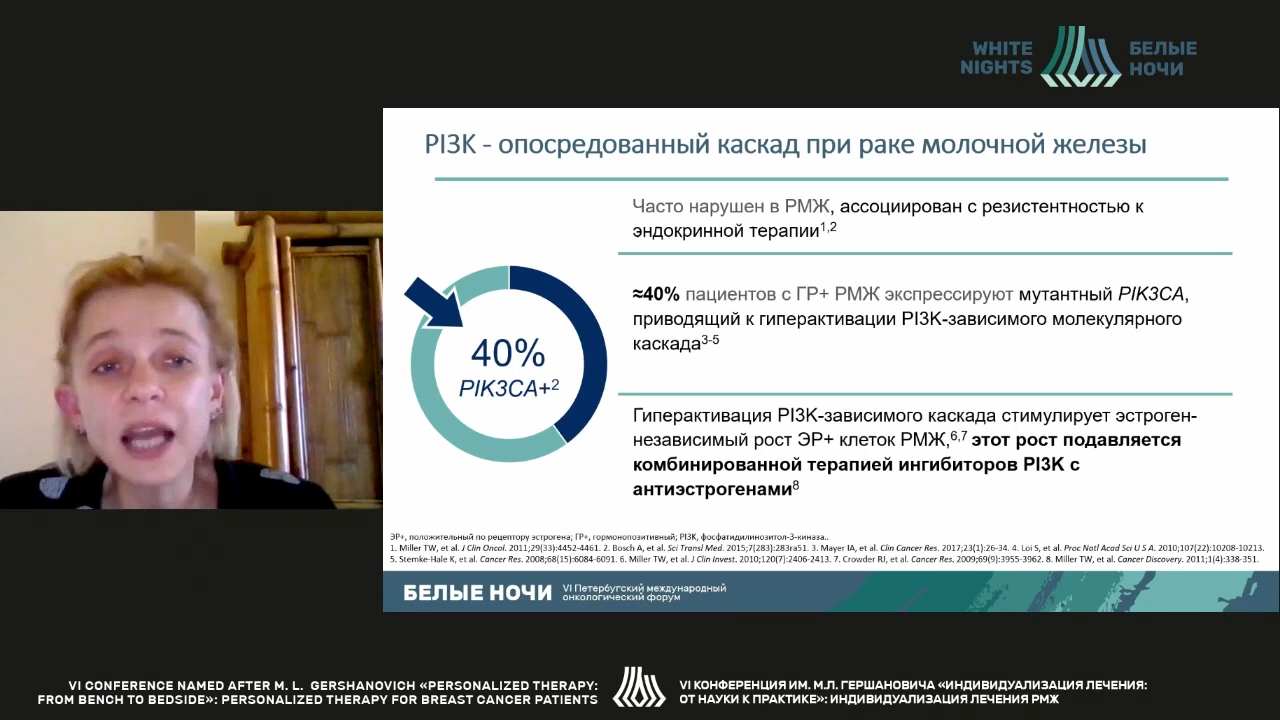 WHITE
NIGHTS
БЕЛЫЕ
НОЧИ
PI3K - опосредованный каскад при раке молочной железы
Часто нарушен в РМЖ, ассоциирован с резистентностью к
эндокринной терапии1,2
≈40% пациентов с ГР+ РМЖ экспрессируют мутантный PIK3CA,
приводящий к гиперактивации PI3K-зависимого молекулярного
каскада3-5
40%
PIK3CA+2
Гиперактивация PI3K-зависимого каскада стимулирует эстроген-
независимый рост ЭР+ клеток РМЖ,6,7 этот рост подавляется
комбинированной терапией ингибиторов PI3K с
антиэстрогенами8
ЭР+, положительный по рецептору эстрогена; ГР+, гормонопозитивный; PI3K, фосфатидилинозитол-3-киназа..
1. Miller TW, et al. J Clin Oncol. 2011;29(33):4452-4461. 2. Bosch A, et al. Sci Transl Med. 2015;7(283):283ra51. 3. Mayer IA, et al. Clin Cancer Res. 2017;23(1):26-34. 4. Loi S, et al. Proc Natl Acad Sci U S A. 2010;107(22):10208-10213.
5. Stemke-Hale K, et al. Cancer Res. 2008;68(15):6084-6091. 6. Miller TW, et al. J Clin Invest. 2010;120(7):2406-2413. 7. Crowder RJ, et al. Cancer Res. 2009;69(9):3955-3962. 8. Miller TW, et al. Cancer Discovery. 2011;1(4):338-351.
БЕЛЫЕ НОЧИ
VI Петербургский международный
онкологический форум
VI CONFERENCE NAMED AFTER M. L. GERSHANOVICH «PERSONALIZED THERAPY:
FROM BENCH TO BEDSIDE»: PERSONALIZED THERAPY FOR BREAST CANCER PATIENTS
VI КОНФЕРЕНЦИЯ ИМ. М.Л. ГЕРШАНОВИЧА «ИНДИВИДУАЛИЗАЦИЯ ЛЕЧЕНИЯ:
ОТ НАУКИ К ПРАКТИКЕ»: ИНДИВИДУАЛИЗАЦИЯ ЛЕЧЕНИЯ РМЖ